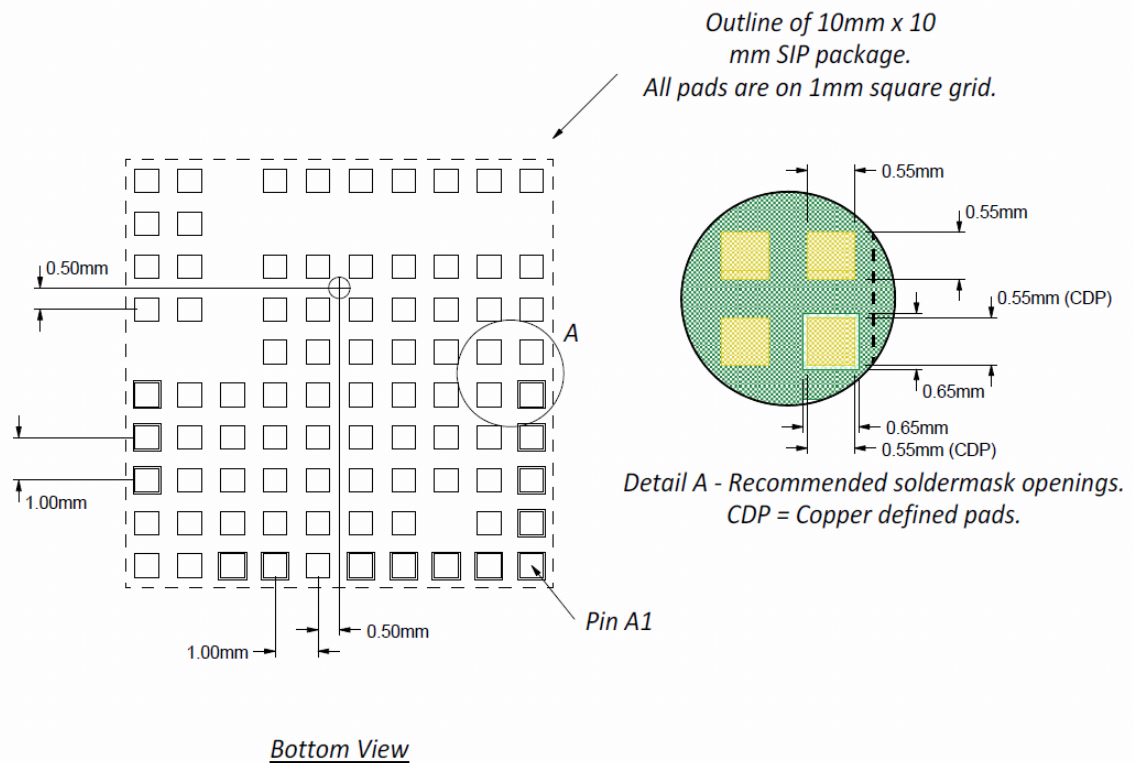 Outline of 10mm x 10
mm SIP package.
All pads are on 1mm square grid.
0.55mm
0.55mm
0.50mm
0.55mm (CDP)
A
0.65mm
0.65mm
0.55mm (CDP)
1.00mm
Detail A - Recommended soldermask openings.
CDP = Copper defined pads.
Pin A1
0.50mm
1.00mm
Bottom View